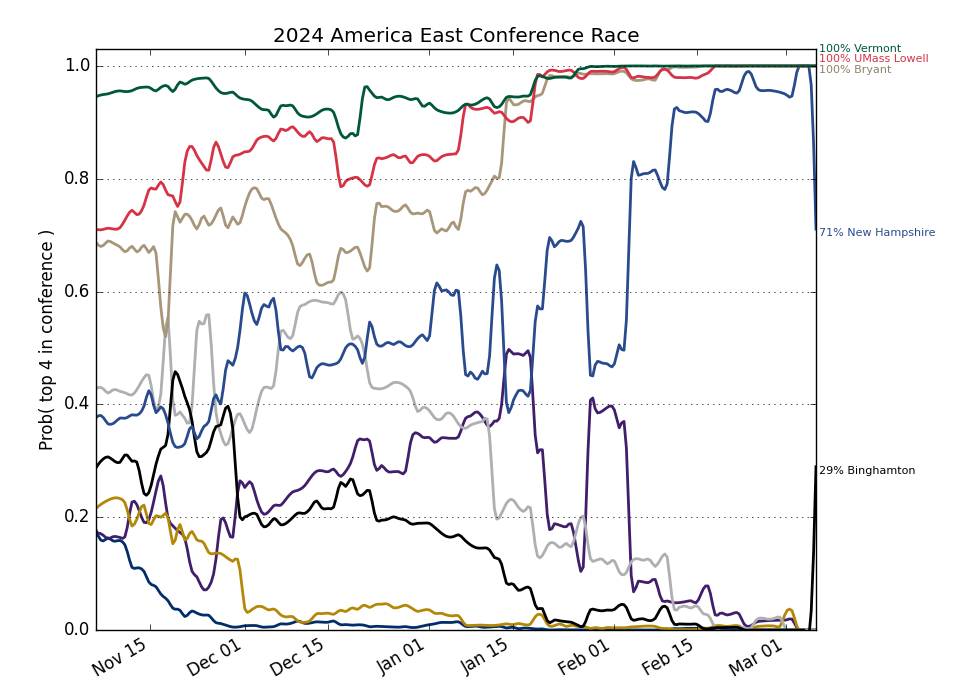 2024 America East Conference Race
100% Vermont
100% UMass Lowell
100% Bryant
71% New Hampshire
29% Binghamton
Prob( top 4 in conference )
1.0
0.8
0.6
0.4
0.2
0.0
Nov 15
Dec 01
Dec 15
Jan 01
Jan 15
Feb 01
Feb 15
Mar 01